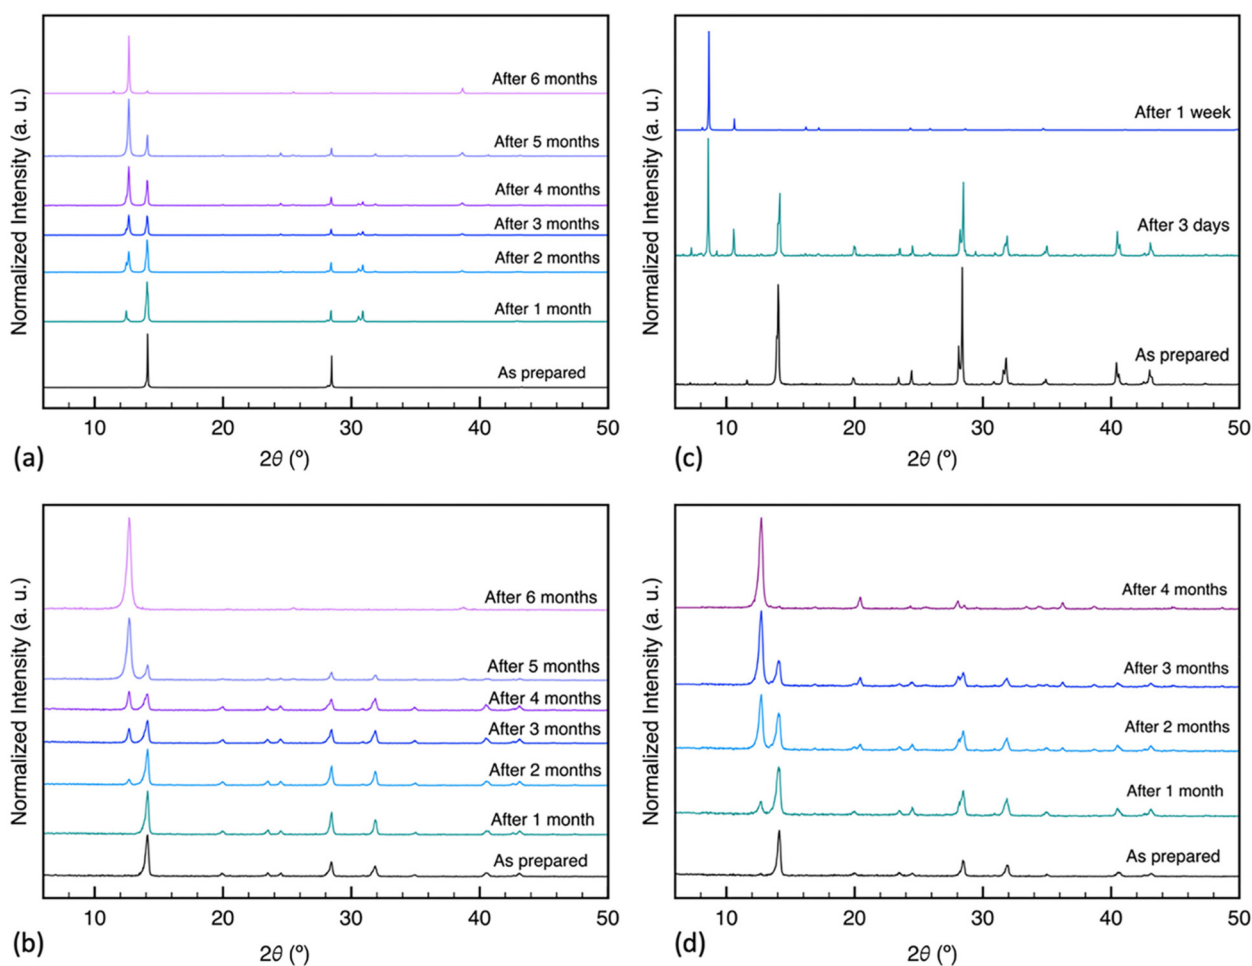 Normalized Intensity (a. u.)
After 6 months
After 5 months
After 4 months
After 3 months
After 2 months
After 1 month
As prepared
10 20 30 40 50
(a)
2θ (°)
Normalized Intensity (a. u.)
After 1 week
After 3 days
As prepared
10 20 30 40 50
(c)
2θ (°)
Normalized Intensity (a. u.)
After 6 months
After 5 months
After 4 months
After 3 months
After 2 months
After 1 month
As prepared
10 20 30 40 50
(b)
2θ (°)
Normalized Intensity (a. u.)
After 4 months
After 3 months
After 2 months
After 1 month
As prepared
10 20 30 40 50
(d)
2θ (°)